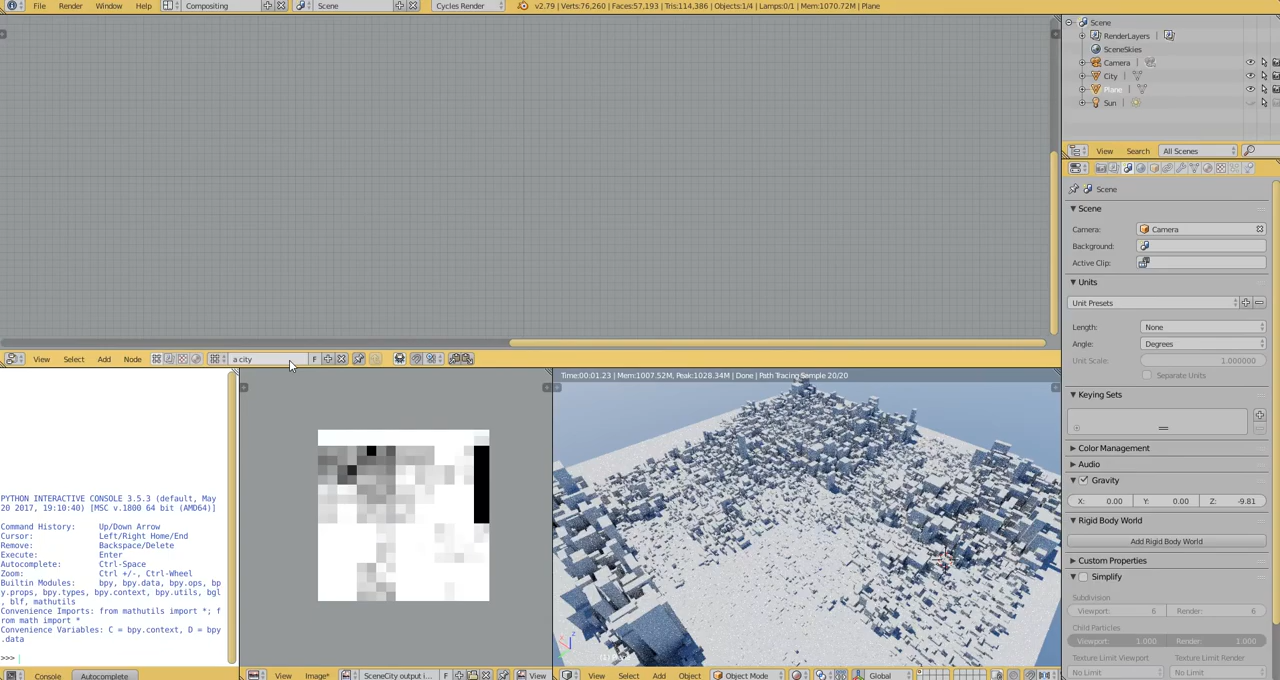 File Render Window Help Compositing Scene Cycles Render v2.79 | Verts:76,260 | Faces:57,193 | Tris:114,386 | Objects:1/4 | Lamps:0/1 | Mem:1070.72M | Plane
Scene
RenderLayers
SceneSkies
Camera
City
Plane
Sun
View Search All Scenes
Scene
Scene
Camera: Camera
Background:
Active Clip:
Units
Unit Presets
Length: None
Angle: Degrees
Unit Scale: 1.000000
Separate Units
Keying Sets
Color Management
Audio
Gravity
X: 0.00 Y: 0.00 Z: -9.81
Rigid Body World
Add Rigid Body World
Custom Properties
Simplify
Subdivision
Viewport: 6 Render: 6
Child Particles
Viewport: 1.000 Render: 1.000
Texture Limit Viewport Texture Limit Render
No Limit No Limit
View Select Add Node a city F
Time:00:01.23 | Mem:1007.52M, Peak:1028.34M | Done | Path Tracing Sample 20/20
PYTHON INTERACTIVE CONSOLE 3.5.3 (default, May
20 2017, 19:10:40) [MSC v.1800 64 bit (AMD64)]
Command History: Up/Down Arrow
Cursor: Left/Right Home/End
Remove: Backspace/Delete
Execute: Enter
Autocomplete: Ctrl-Space
Zoom: Ctrl +/-, Ctrl-Wheel
Builtin Modules: bpy, bpy.data, bpy.ops, bp
y.props, bpy.types, bpy.context, bpy.utils, bgl
, blf, mathutils
Convenience Imports: from mathutils import *; f
rom math import *
Convenience Variables: C = bpy.context, D = bpy
.data
>>>
Console Autocomplete
View Image* SceneCity output i... F View
View Select Add Object Object Mode Global